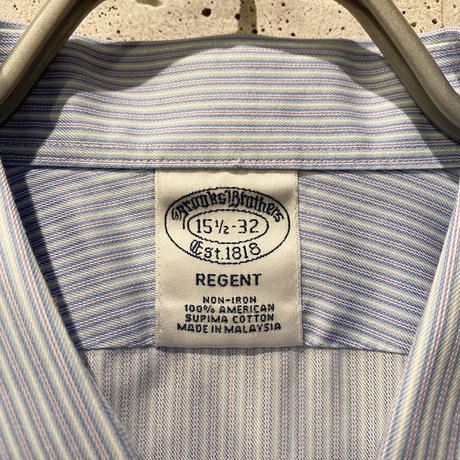 Brooks Brothers
15½-32
Est. 1818
REGENT
NON-IRON
100% AMERICAN
SUPIMA COTTON
MADE IN MALAYSIA